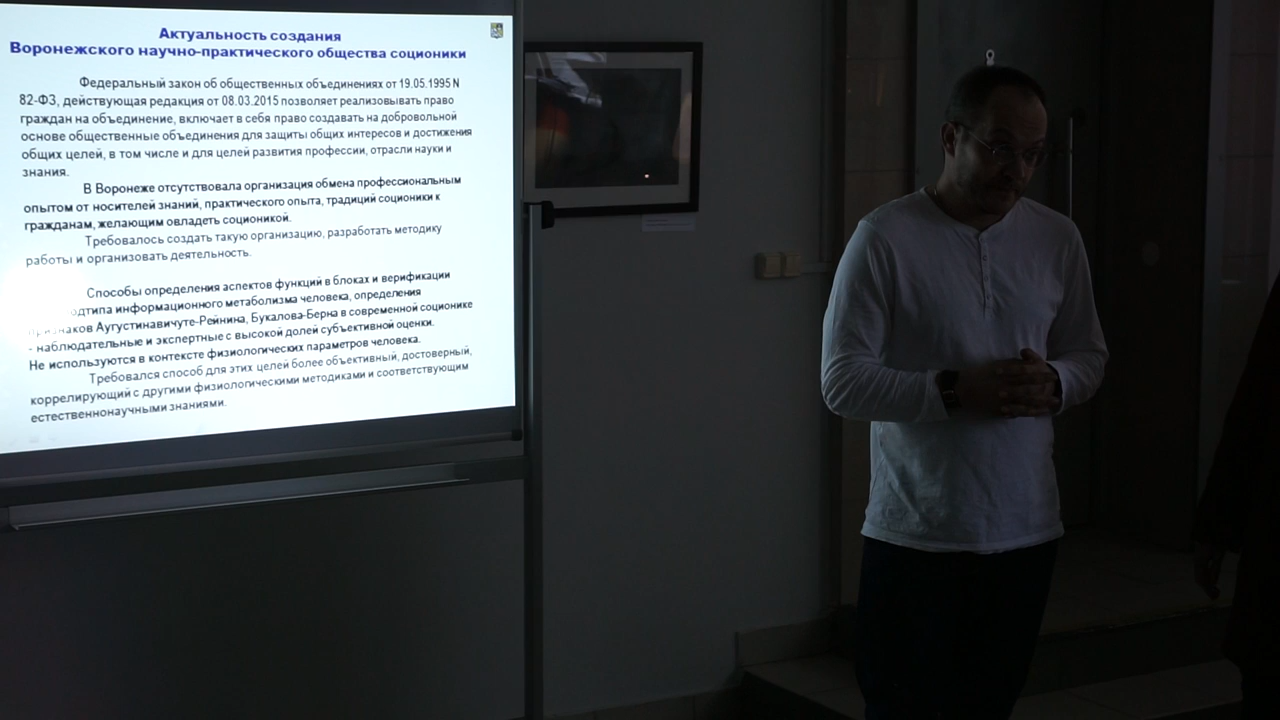 Актуальность создания
Воронежского научно-практического общества соционики
Федеральный закон об общественных объединениях от 19.05.1995 N
82-ФЗ, действующая редакция от 08.03.2015 позволяет реализовывать право
граждан на объединение, включает в себя право создавать на добровольной
основе общественные объединения для защиты общих интересов и достижения
общих целей, в том числе и для целей развития профессии, отрасли науки и
знания.
В Воронеже отсутствовала организация обмена профессиональным
опытом от носителей знаний, практического опыта, традиций соционики к
гражданам, желающим овладеть соционикой.
Требовалось создать такую организацию, разработать методику
работы и организовать деятельность.
Способы определения аспектов функций в блоках и верификации
одтипа информационного метаболизма человека, определения
признаков Аугустинавичуте-Рейнина, Букалова-Берна в современной соционике
- наблюдательные и экспертные с высокой долей субъективной оценки.
Не используются в контексте физиологических параметров человека.
Требовался способ для этих целей более объективный, достоверный,
коррелирующий с другими физиологическими методиками и соответствующим
естественнонаучными знаниями.